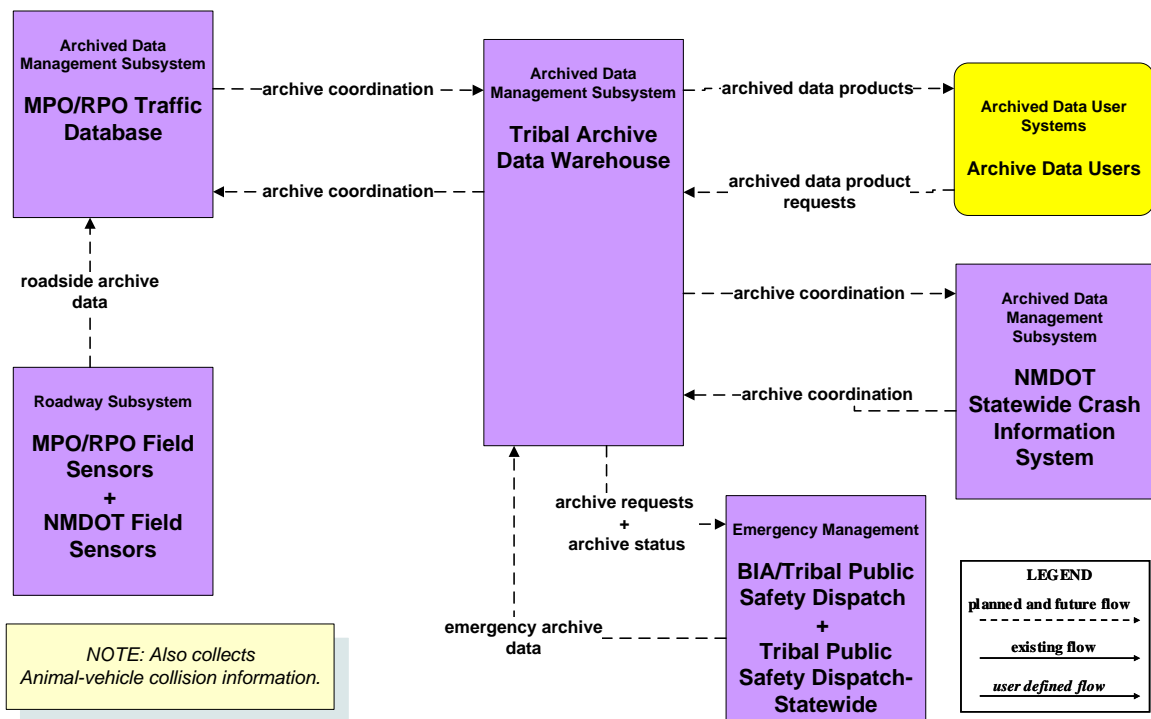 Archived Data
Management Subsystem
MPO/RPO Traffic
Database
archive coordination
archive coordination
Archived Data
Management Subsystem
Tribal Archive
Data Warehouse
archived data products
archived data product
requests
Archived Data User
Systems
Archive Data Users
roadside archive
data
archive coordination
archive coordination
Archived Data
Management
Subsystem
NMDOT
Statewide Crash
Information
System
Roadway Subsystem
MPO/RPO Field
Sensors
+
NMDOT Field
Sensors
archive requests
+
archive status
emergency archive
data
Emergency Management
BIA/Tribal Public
Safety Dispatch
+
Tribal Public
Safety Dispatch-
Statewide
NOTE: Also collects
Animal-vehicle collision information.
LEGEND
planned and future flow
existing flow
user defined flow